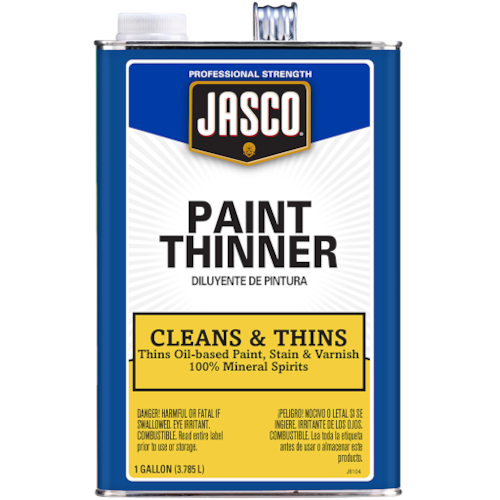 PROFESSIONAL STRENGTH
JASCO®
PAINT
THINNER
DILUYENTE DE PINTURA
CLEANS & THINS
Thins Oil-based Paint, Stain & Varnish
100% Mineral Spirits
DANGER! HARMFUL OR FATAL IF
SWALLOWED. EYE IRRITANT.
COMBUSTIBLE. Read entire label
prior to use or storage.
¡PELIGRO! NOCIVO O LETAL SI SE
INGIERE. IRRITANTE DE LOS OJOS.
COMBUSTIBLE. Lea toda la etiqueta
antes de usar o almacenar este
producto.
1 GALLON (3.785 L)